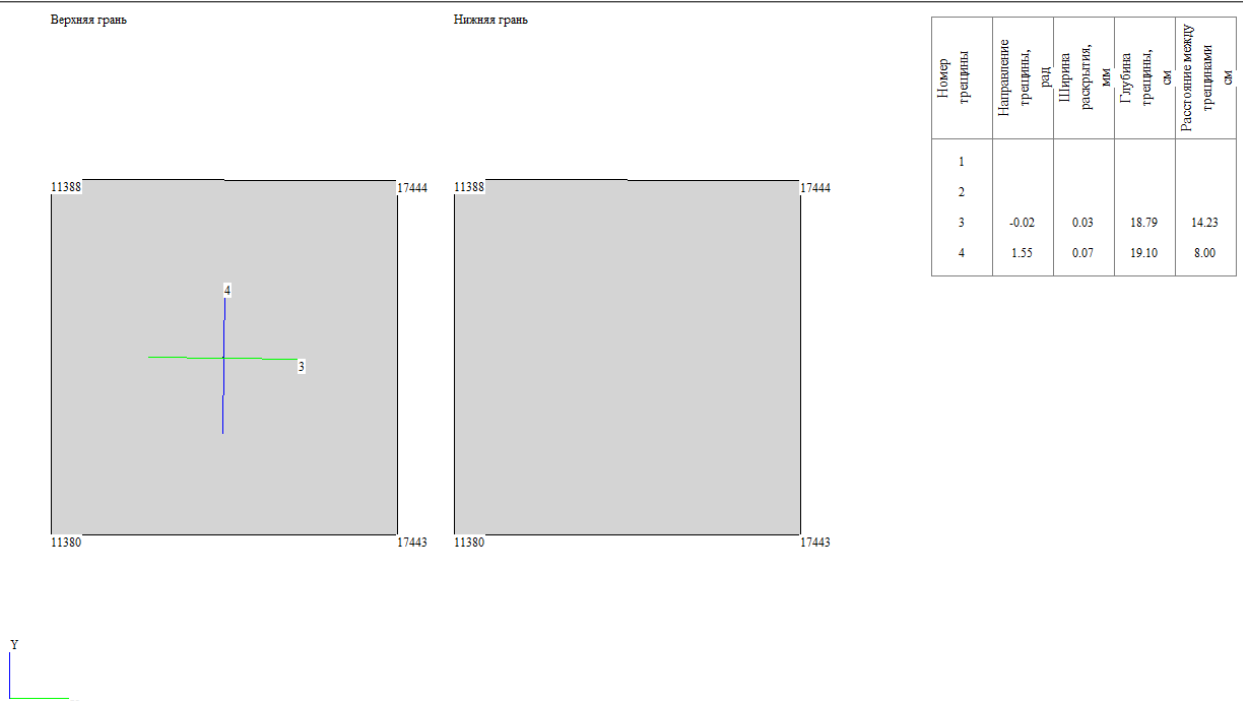 Верхняя грань
Нижняя грань
Номер
трещины
Направление
трещины,
рад
Ширина
раскрытия,
мм
Глубина
трещины,
см
Расстояние между
трещинами
см
1
2
3 -0.02 0.03 18.79 14.23
4 1.55 0.07 19.10 8.00
11388 17444 11388 17444
4
3
11380 17443 11380 17443
Y